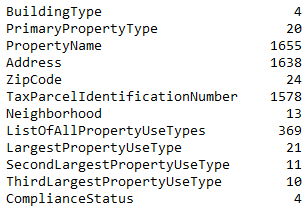 BuildingType 4
PrimaryPropertyType 20
PropertyName 1655
Address 1638
ZipCode 24
TaxParcelIdentificationNumber 1578
Neighborhood 13
ListOfAllPropertyUseTypes 369
LargestPropertyUseType 21
SecondLargestPropertyUseType 11
ThirdLargestPropertyUseType 10
ComplianceStatus 4